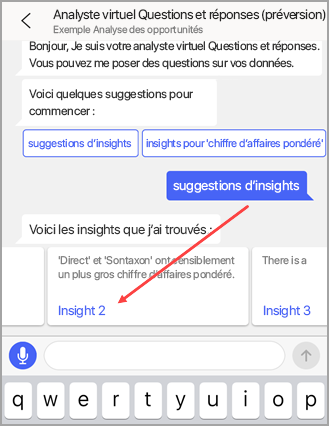 Analyste virtuel Questions et réponses (préversion)
Exemple Analyse des opportunités
Bonjour, Je suis votre analyste virtuel Questions et réponses.
Vous pouvez me poser des questions sur vos données.
Voici quelques suggestions pour
commencer :
suggestions d'insights
insights pour 'chiffre d'affaires pondéré'
suggestions d'insights
Voici les insights que j'ai trouvés :
'Direct' et 'Sontaxon' ont sensiblement
un plus gros chiffre d'affaires pondéré.
There is a
Insight 2
Insight 3
q w e r t y u i o p